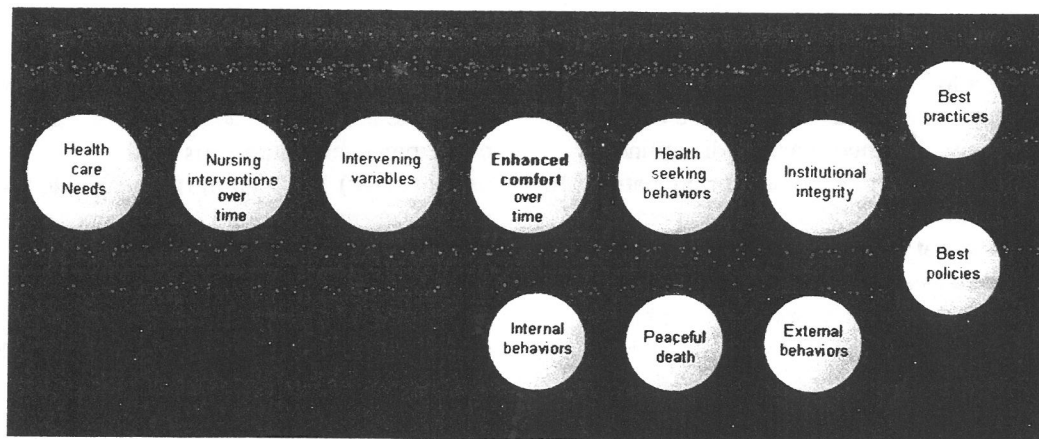 Health
care
Needs
Nursing
interventions
over
time
Intervening
variables
Enhanced
comfort
over
time
Health
seeking
behaviors
Institutional
integrity
Best
practices
Best
policies
Internal
behaviors
Peaceful
death
External
behaviors